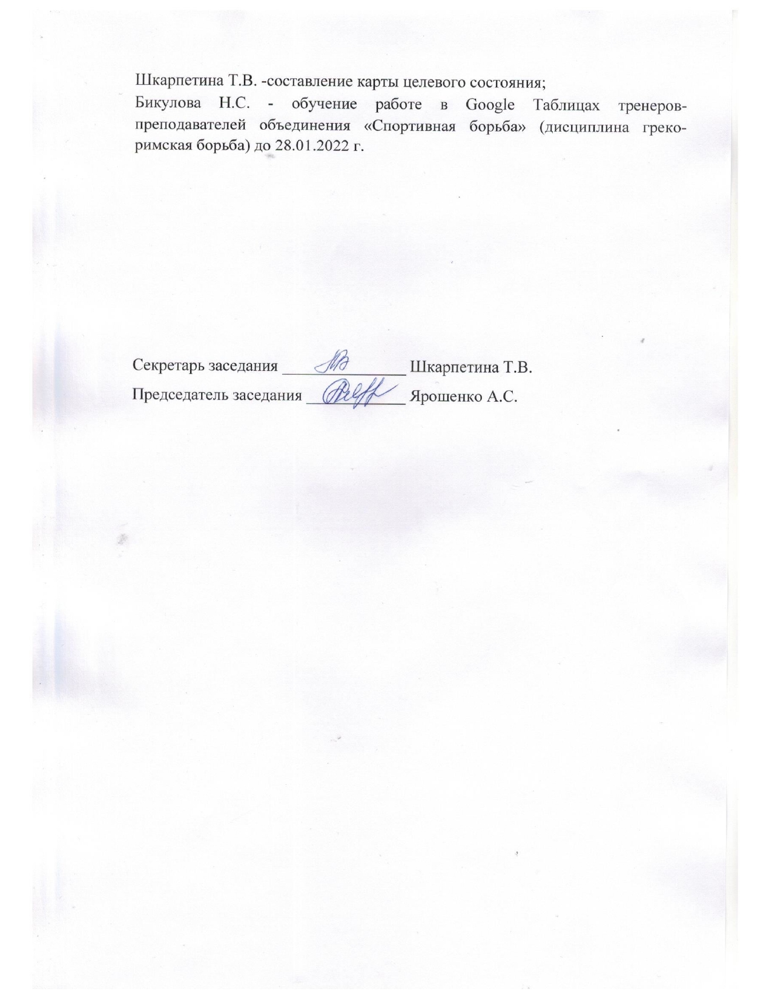 Шкарпетина Т.В. -составление карты целевого состояния;
Бикулова Н.С. - обучение работе в Google Таблицах тренеров-
преподавателей объединения «Спортивная борьба» (дисциплина греко-
римская борьба) до 28.01.2022 г.
Секретарь заседания _______________ Шкарпетина Т.В.
Председатель заседания ____________ Ярошенко А.С.